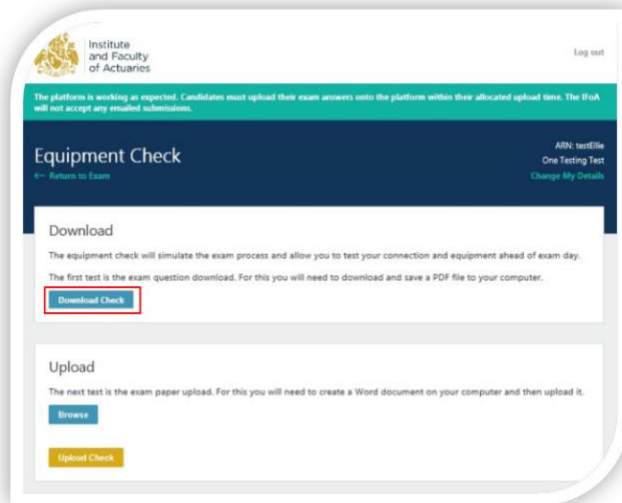 Institute
and Faculty
of Actuaries
Log out
The platform is working as expected. Candidates must upload their exam answers onto the platform within their allocated upload time. The IFoA
will not accept any emailed submissions.
Equipment Check
← Return to Exam
ARN: testEllie
One Testing Test
Change My Details
Download
The equipment check will simulate the exam process and allow you to test your connection and equipment ahead of exam day.
The first test is the exam question download. For this you will need to download and save a PDF file to your computer.
Download Check
Upload
The next test is the exam paper upload. For this you will need to create a Word document on your computer and then upload it.
Browse
Upload Check